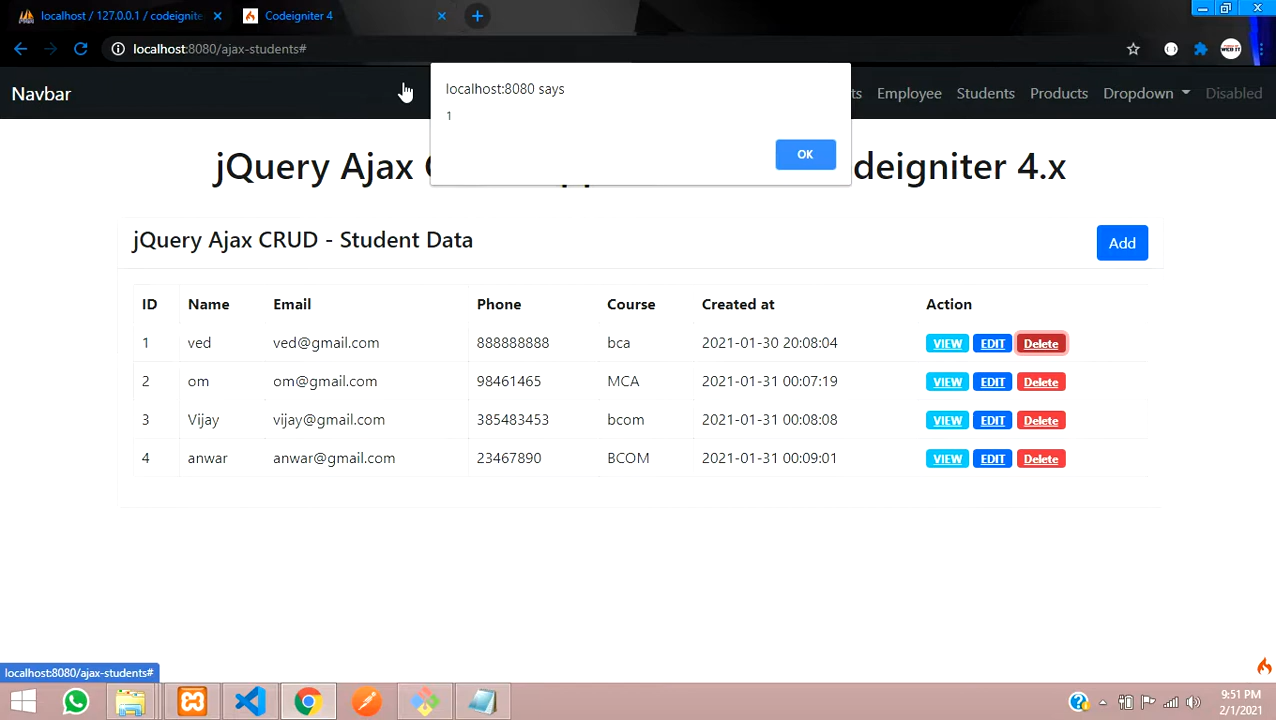 localhost / 127.0.0.1 / codeignite
Codeigniter 4
localhost:8080/ajax-students#
Navbar
Employee
Students
Products
Dropdown
Disabled
localhost:8080 says
1
OK
jQuery Ajax
deigniter 4.x
jQuery Ajax CRUD - Student Data
Add
ID Name Email Phone Course Created at Action
1 ved ved@gmail.com 888888888 bca 2021-01-30 20:08:04 VIEW EDIT Delete
2 om om@gmail.com 98461465 MCA 2021-01-31 00:07:19 VIEW EDIT Delete
3 Vijay vijay@gmail.com 385483453 bcom 2021-01-31 00:08:08 VIEW EDIT Delete
4 anwar anwar@gmail.com 23467890 BCOM 2021-01-31 00:09:01 VIEW EDIT Delete
localhost:8080/ajax-students#
9:51 PM
2/1/2021